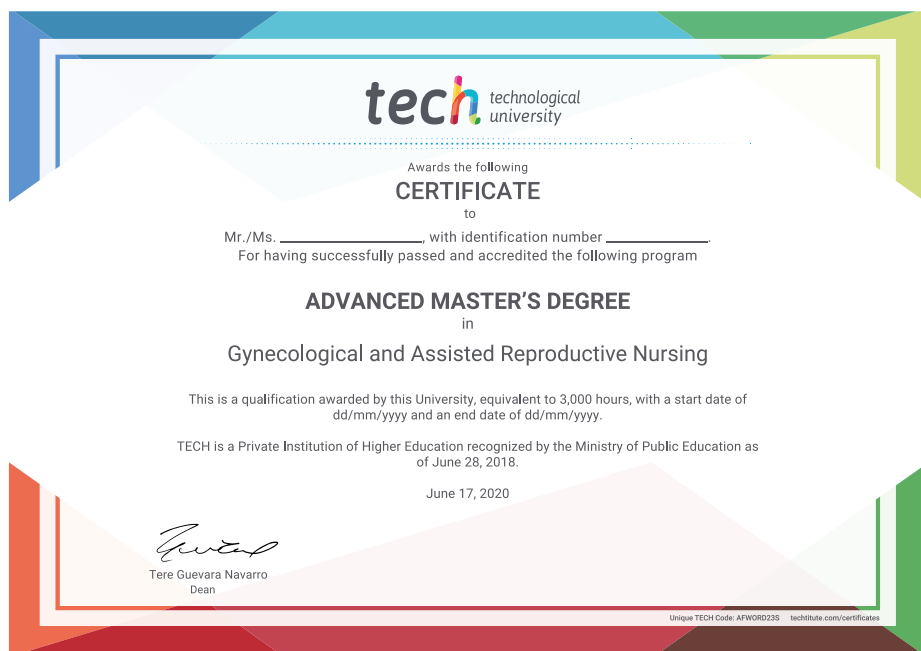 tech technological
university
Awards the following
CERTIFICATE
to
Mr./Ms. ____________, with identification number ____________.
For having successfully passed and accredited the following program
ADVANCED MASTER'S DEGREE
in
Gynecological and Assisted Reproductive Nursing
This is a qualification awarded by this University, equivalent to 3,000 hours, with a start date of
dd/mm/yyyy and an end date of dd/mm/yyyy.
TECH is a Private Institution of Higher Education recognized by the Ministry of Public Education as
of June 28, 2018.
June 17, 2020
Tere Guevara Navarro
Dean
Unique TECH Code: AFWORD23S techtitute.com/certificates